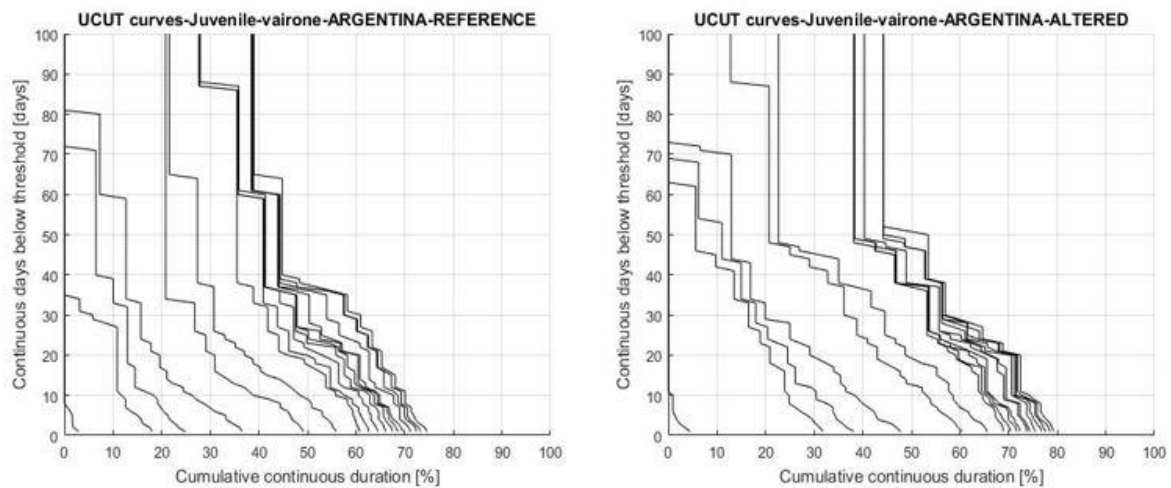 UCUT curves-Juvenile-vairone-ARGENTINA-REFERENCE
100
90
80
70
60
50
40
30
20
10
0
Continuous days below threshold [days]
0 10 20 30 40 50 60 70 80 90 100
Cumulative continuous duration [%]
UCUT curves-Juvenile-vairone-ARGENTINA-ALTERED
100
90
80
70
60
50
40
30
20
10
0
Continuous days below threshold [days]
0 10 20 30 40 50 60 70 80 90 100
Cumulative continuous duration [%]